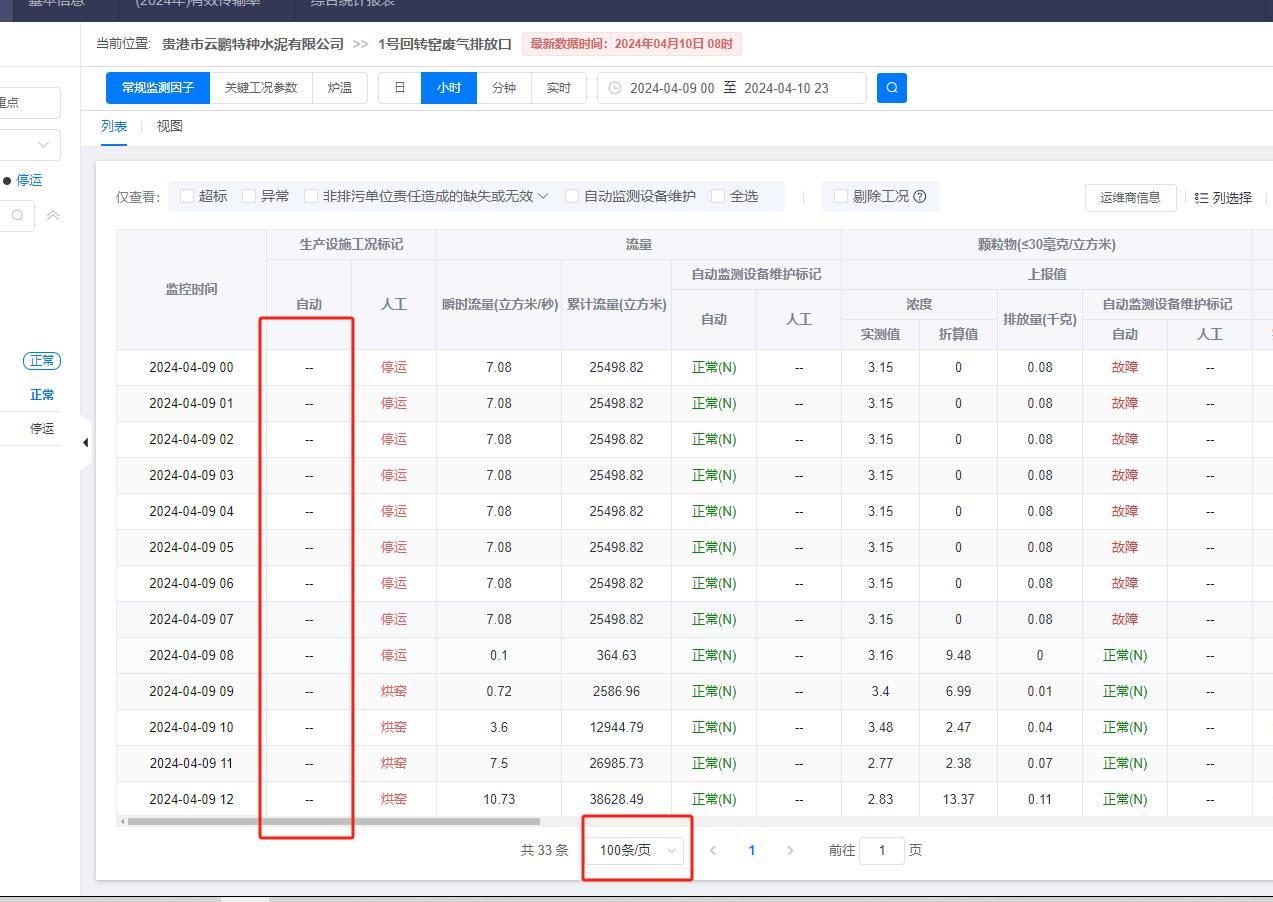 基本信息 (2024年)有效传输率 综合统计报表
当前位置: 贵港市云鹏特种水泥有限公司 >> 1号回转窑废气排放口 最新数据时间：2024年04月10日 08时
重点
常规监测因子 关键工况参数 炉温 日 小时 分钟 实时 2024-04-09 00 至 2024-04-10 23
列表 视图
停运
仅查看: 超标 异常 非排污单位责任造成的缺失或无效 自动监测设备维护 全选 剔除工况 运维商信息 列选择
监控时间 生产设施工况标记 流量 颗粒物(≤30毫克/立方米)
自动 人工 瞬时流量(立方米/秒) 累计流量(立方米) 自动监测设备维护标记 上报值
自动 人工 浓度 排放量(千克) 自动监测设备维护标记
实测值 折算值 自动 人工
2024-04-09 00 -- 停运 7.08 25498.82 正常(N) -- 3.15 0 0.08 故障 --
2024-04-09 01 -- 停运 7.08 25498.82 正常(N) -- 3.15 0 0.08 故障 --
2024-04-09 02 -- 停运 7.08 25498.82 正常(N) -- 3.15 0 0.08 故障 --
2024-04-09 03 -- 停运 7.08 25498.82 正常(N) -- 3.15 0 0.08 故障 --
2024-04-09 04 -- 停运 7.08 25498.82 正常(N) -- 3.15 0 0.08 故障 --
2024-04-09 05 -- 停运 7.08 25498.82 正常(N) -- 3.15 0 0.08 故障 --
2024-04-09 06 -- 停运 7.08 25498.82 正常(N) -- 3.15 0 0.08 故障 --
2024-04-09 07 -- 停运 7.08 25498.82 正常(N) -- 3.15 0 0.08 故障 --
2024-04-09 08 -- 停运 0.1 364.63 正常(N) -- 3.16 9.48 0 正常(N) --
2024-04-09 09 -- 烘窑 0.72 2586.96 正常(N) -- 3.4 6.99 0.01 正常(N) --
2024-04-09 10 -- 烘窑 3.6 12944.79 正常(N) -- 3.48 2.47 0.04 正常(N) --
2024-04-09 11 -- 烘窑 7.5 26985.73 正常(N) -- 2.77 2.38 0.07 正常(N) --
2024-04-09 12 -- 烘窑 10.73 38628.49 正常(N) -- 2.83 13.37 0.11 正常(N) --
正常
正常
停运
共 33 条 100条/页 1 前往 1 页